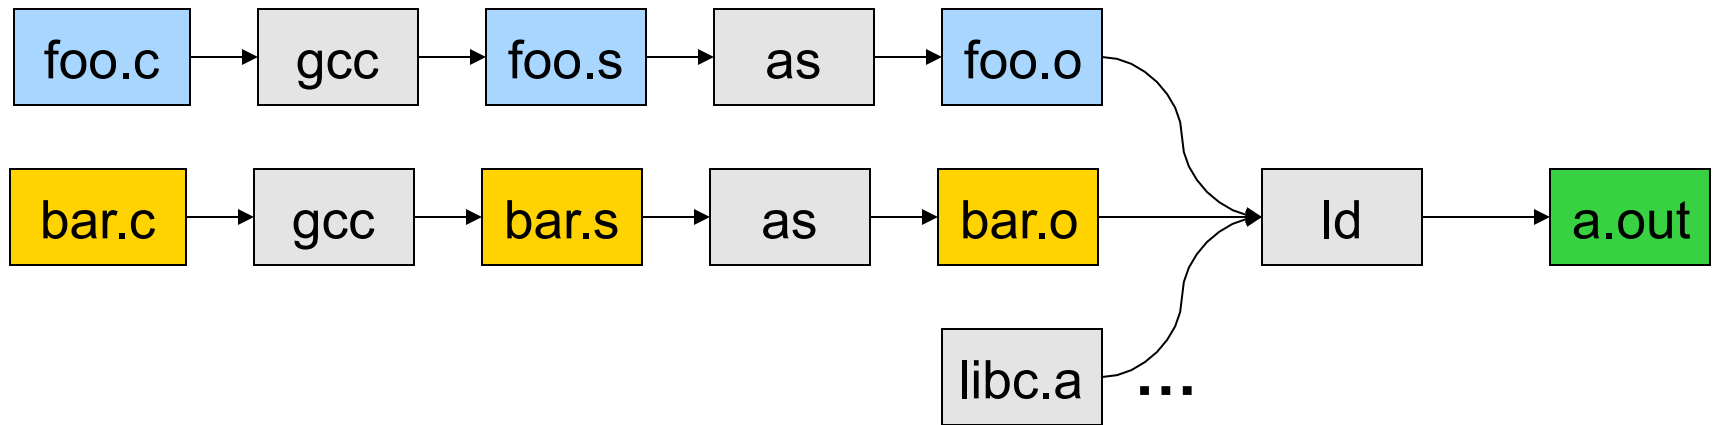 foo.c gcc foo.s as foo.o
bar.c gcc bar.s as bar.o ld a.out
libc.a ...